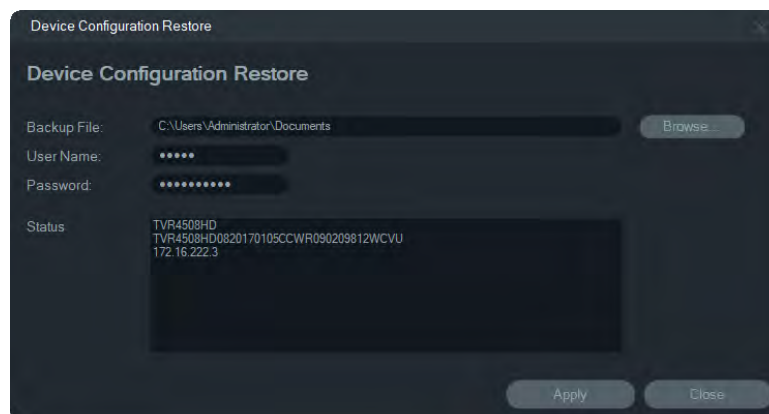 Device Configuration Restore
Device Configuration Restore
Backup File: C:\Users\Administrator\Documents Browse...
User Name: •••••
Password: ••••••••••
Status TVR4508HD
TVR4508HD0820170105CCWR090209812WCVU
172.16.222.3
Apply Close